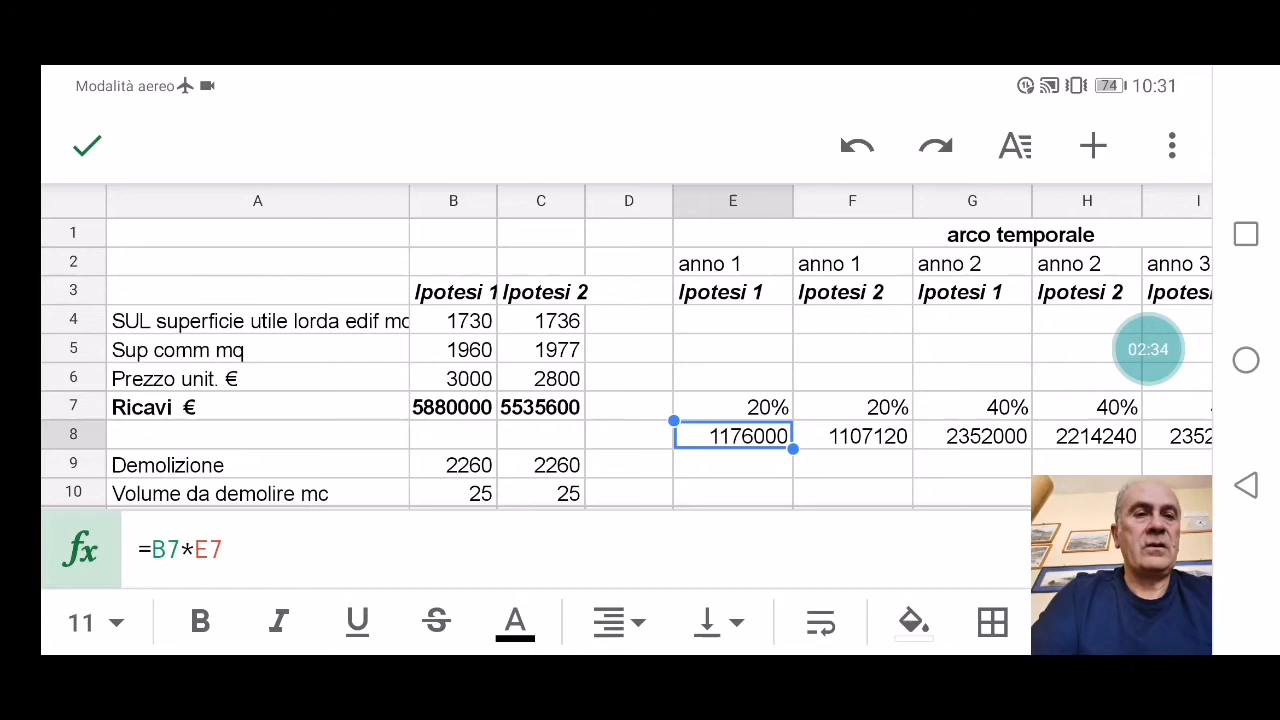 Modalità aereo
74 10:31
A B C D E F G H I
1 arco temporale
2 anno 1 anno 1 anno 2 anno 2 anno 3
3 Ipotesi 1 Ipotesi 2 Ipotesi 1 Ipotesi 2 Ipotesi 1 Ipotesi 2 Ipotes
4 SUL superficie utile lorda edif mq 1730 1736
02:34
5 Sup comm mq 1960 1977
6 Prezzo unit. € 3000 2800
7 Ricavi € 5880000 5535600 20% 20% 40% 40%
8 1176000 1107120 2352000 2214240 2352
9 Demolizione 2260 2260
10 Volume da demolire mc 25 25
fx =B7*E7
11 B I U S A